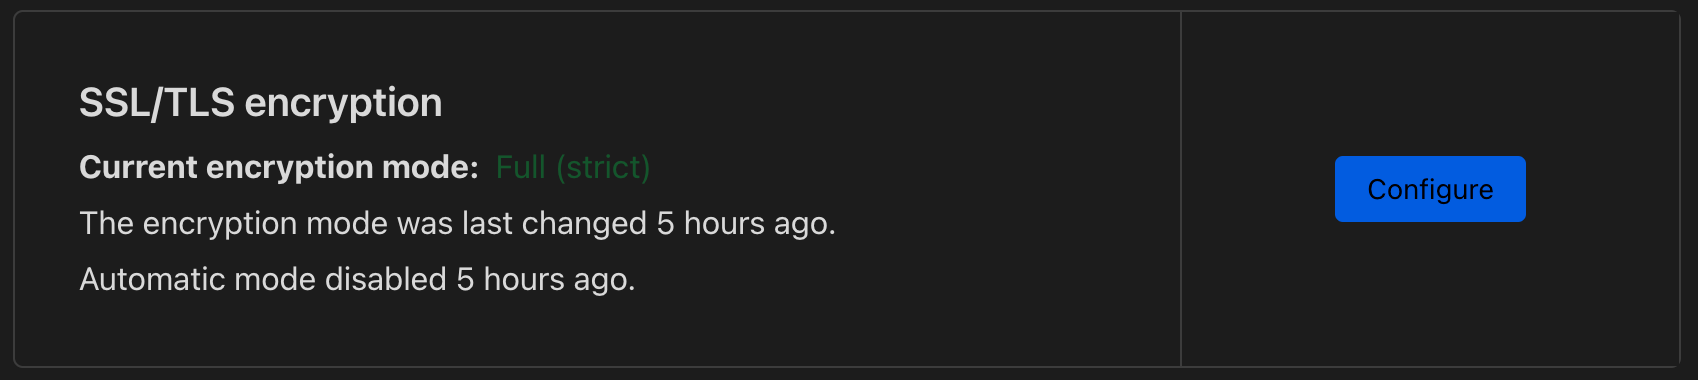 SSL/TLS encryption
Current encryption mode: Full (strict)
The encryption mode was last changed 5 hours ago.
Automatic mode disabled 5 hours ago.
Configure